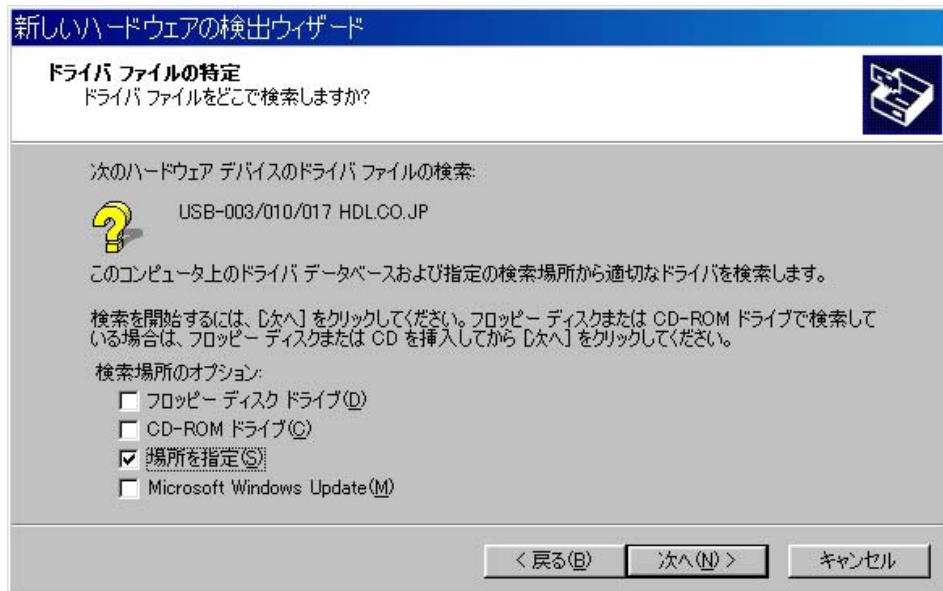 新しいハードウェアの検出ウィザード
ドライバ ファイルの特定
ドライバ ファイルをどこで検索しますか?
次のハードウェア デバイスのドライバ ファイルの検索:
USB-003/010/017 HDL.CO.JP
このコンピュータ上のドライバ データベースおよび指定の検索場所から適切なドライバを検索します。
検索を開始するには、[次へ] をクリックしてください。フロッピー ディスクまたは CD-ROM ドライブで検索して
いる場合は、フロッピー ディスクまたは CD を挿入してから [次へ] をクリックしてください。
検索場所のオプション:
フロッピー ディスク ドライブ(D)
CD-ROM ドライブ(C)
場所を指定(S)
Microsoft Windows Update(M)
< 戻る(B) 次へ(N) > キャンセル